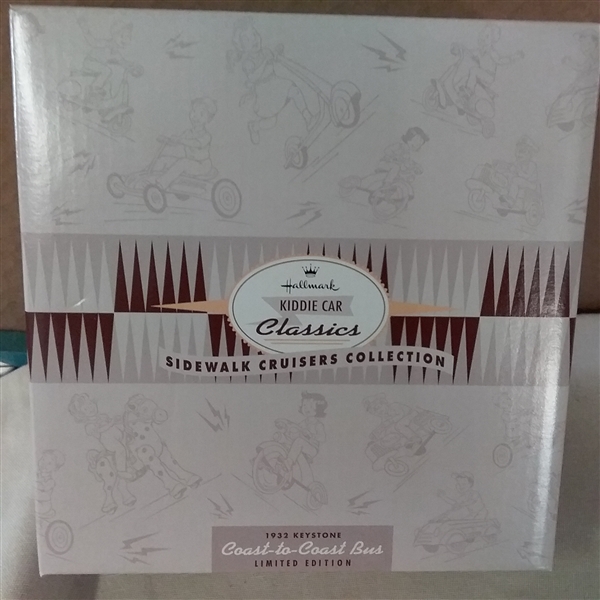 Hallmark
KIDDIE CAR
Classics
SIDEWALK CRUISERS COLLECTION
1932 KEYSTONE
Coast-to-Coast Bus
LIMITED EDITION